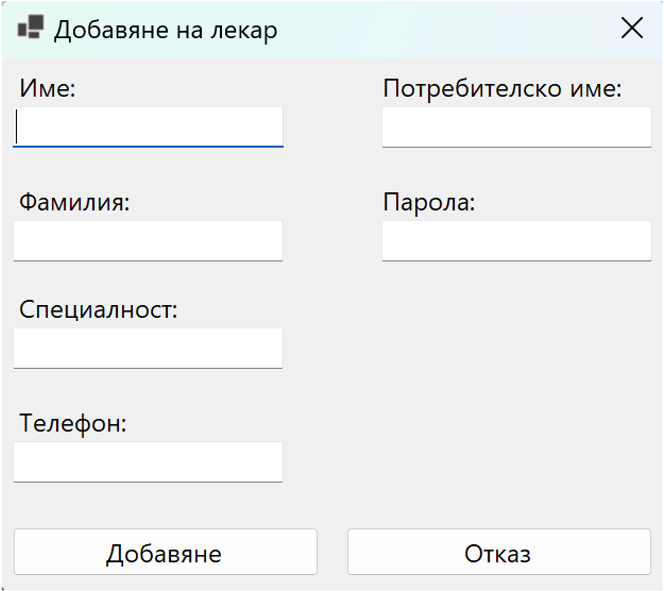 Добавяне на лекар
Име:
Потребителско име:
Фамилия:
Парола:
Специалност:
Телефон:
Добавяне
Отказ